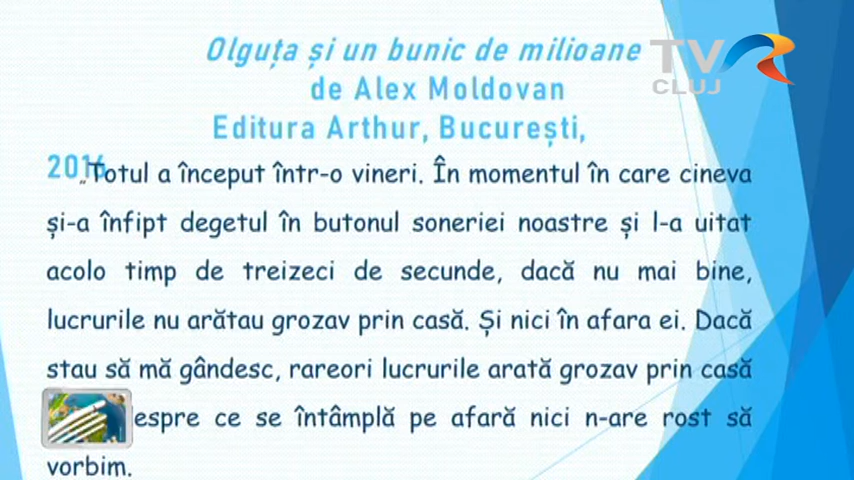 Olguța și un bunic de milioane
de Alex Moldovan
Editura Arthur, București,
2016
„Totul a început într-o vineri. În momentul în care cineva
și-a înfipt degetul în butonul soneriei noastre și l-a uitat
acolo timp de treizeci de secunde, dacă nu mai bine,
lucrurile nu arătau grozav prin casă. Și nici în afara ei. Dacă
stau să mă gândesc, rareori lucrurile arată grozav prin casă
espre ce se întâmplă pe afară nici n-are rost să
vorbim.
TVR
CLUJ